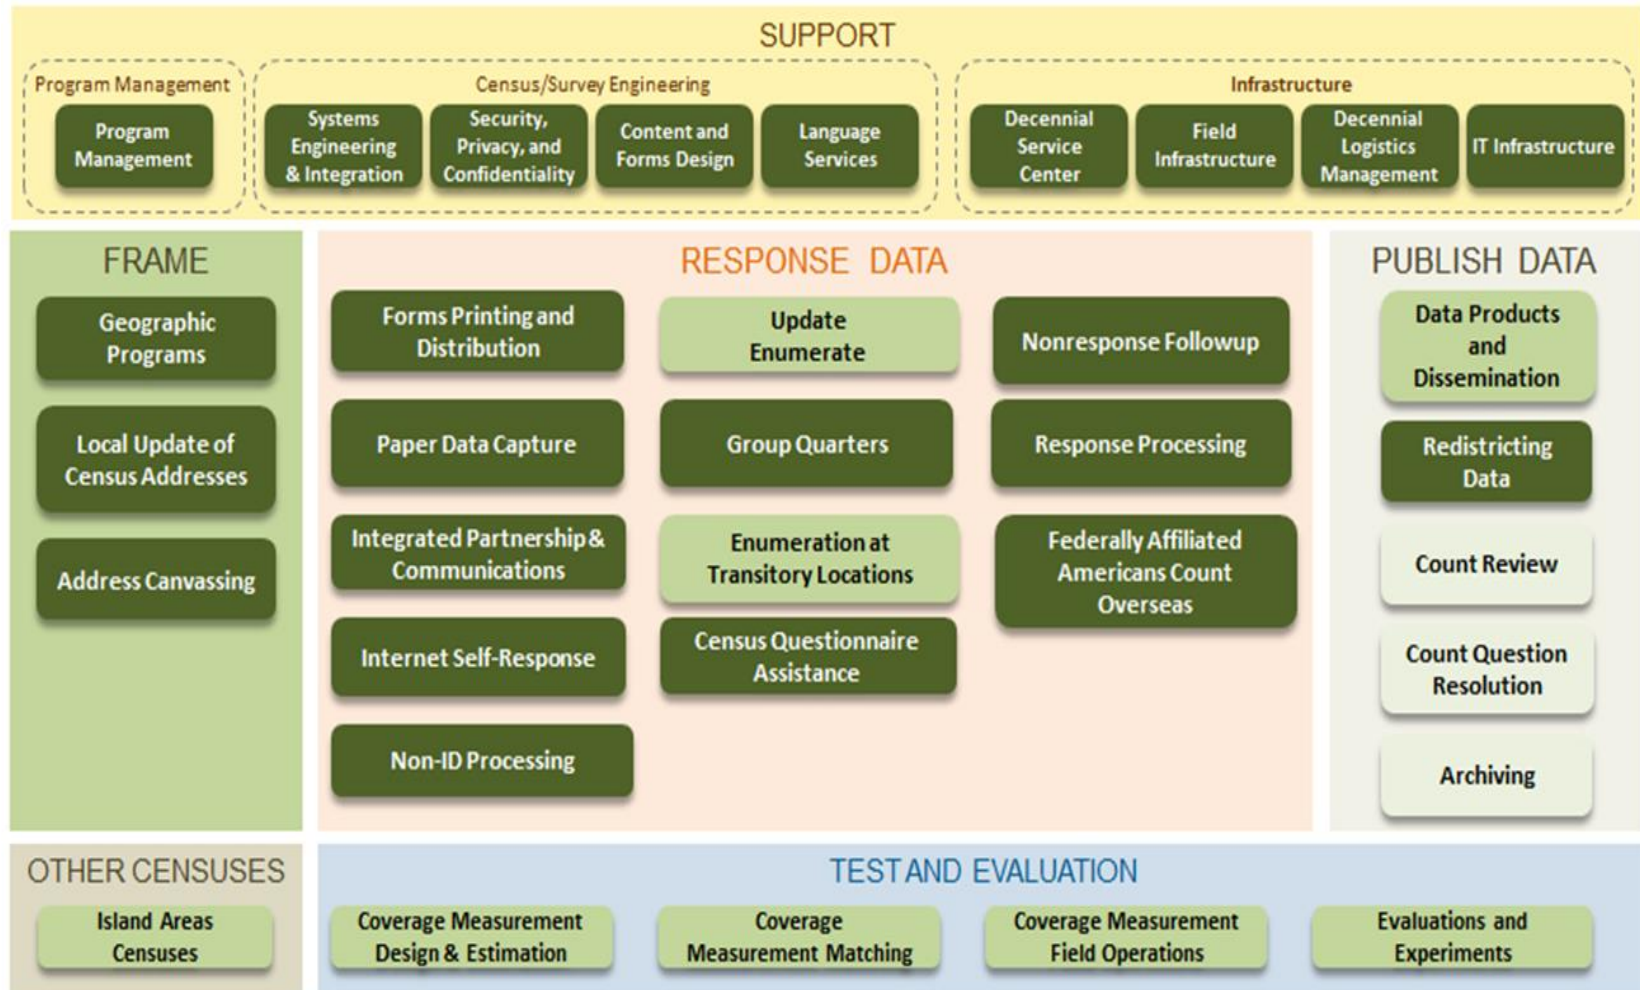 SUPPORT
Program Management
Program
Management
Census/Survey Engineering
Systems
Engineering
& Integration
Security,
Privacy, and
Confidentiality
Content and
Forms Design
Language
Services
Infrastructure
Decennial
Service
Center
Field
Infrastructure
Decennial
Logistics
Management
IT Infrastructure
FRAME
Geographic
Programs
Local Update of
Census Addresses
Address Canvassing
RESPONSE DATA
Forms Printing and
Distribution
Paper Data Capture
Integrated Partnership &
Communications
Internet Self-Response
Non-ID Processing
Update
Enumerate
Group Quarters
Enumeration at
Transitory Locations
Census Questionnaire
Assistance
Nonresponse Followup
Response Processing
Federally Affiliated
Americans Count
Overseas
PUBLISH DATA
Data Products
and
Dissemination
Redistricting
Data
Count Review
Count Question
Resolution
Archiving
OTHER CENSUSES
Island Areas
Censuses
TEST AND EVALUATION
Coverage Measurement
Design & Estimation
Coverage
Measurement Matching
Coverage Measurement
Field Operations
Evaluations and
Experiments